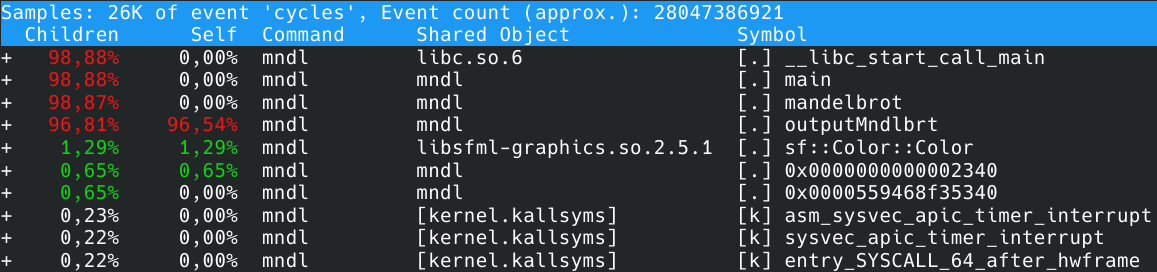 Samples: 26K of event 'cycles', Event count (approx.): 28047386921
Children Self Command Shared Object Symbol
+ 98,88% 0,00% mndl libc.so.6 [.] __libc_start_call_main
+ 98,88% 0,00% mndl mndl [.] main
+ 98,87% 0,00% mndl mndl [.] mandelbrot
+ 96,81% 96,54% mndl mndl [.] outputMndlbrt
+ 1,29% 1,29% mndl libsfml-graphics.so.2.5.1 [.] sf::Color::Color
+ 0,65% 0,65% mndl mndl [.] 0x0000000000002340
+ 0,65% 0,00% mndl mndl [.] 0x0000559468f35340
+ 0,23% 0,00% mndl [kernel.kallsyms] [k] asm_sysvec_apic_timer_interrupt
+ 0,22% 0,00% mndl [kernel.kallsyms] [k] sysvec_apic_timer_interrupt
+ 0,22% 0,00% mndl [kernel.kallsyms] [k] entry_SYSCALL_64_after_hwframe